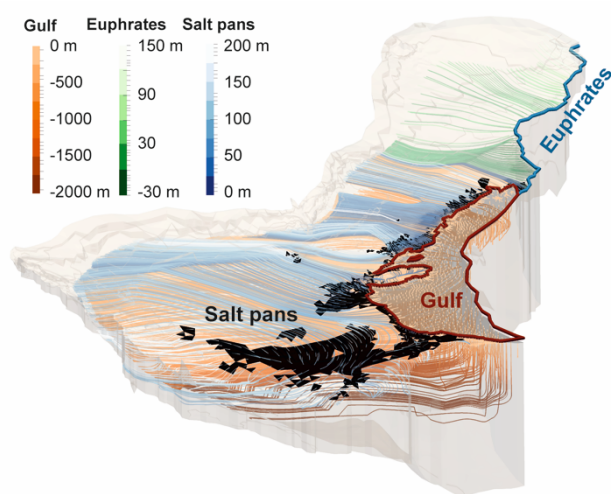 Gulf Euphrates Salt pans
0 m 150 m 200 m
-500 90 150
-1000 100
-1500 30 50
-2000 m -30 m 0 m
Euphrates
Gulf
Salt pans